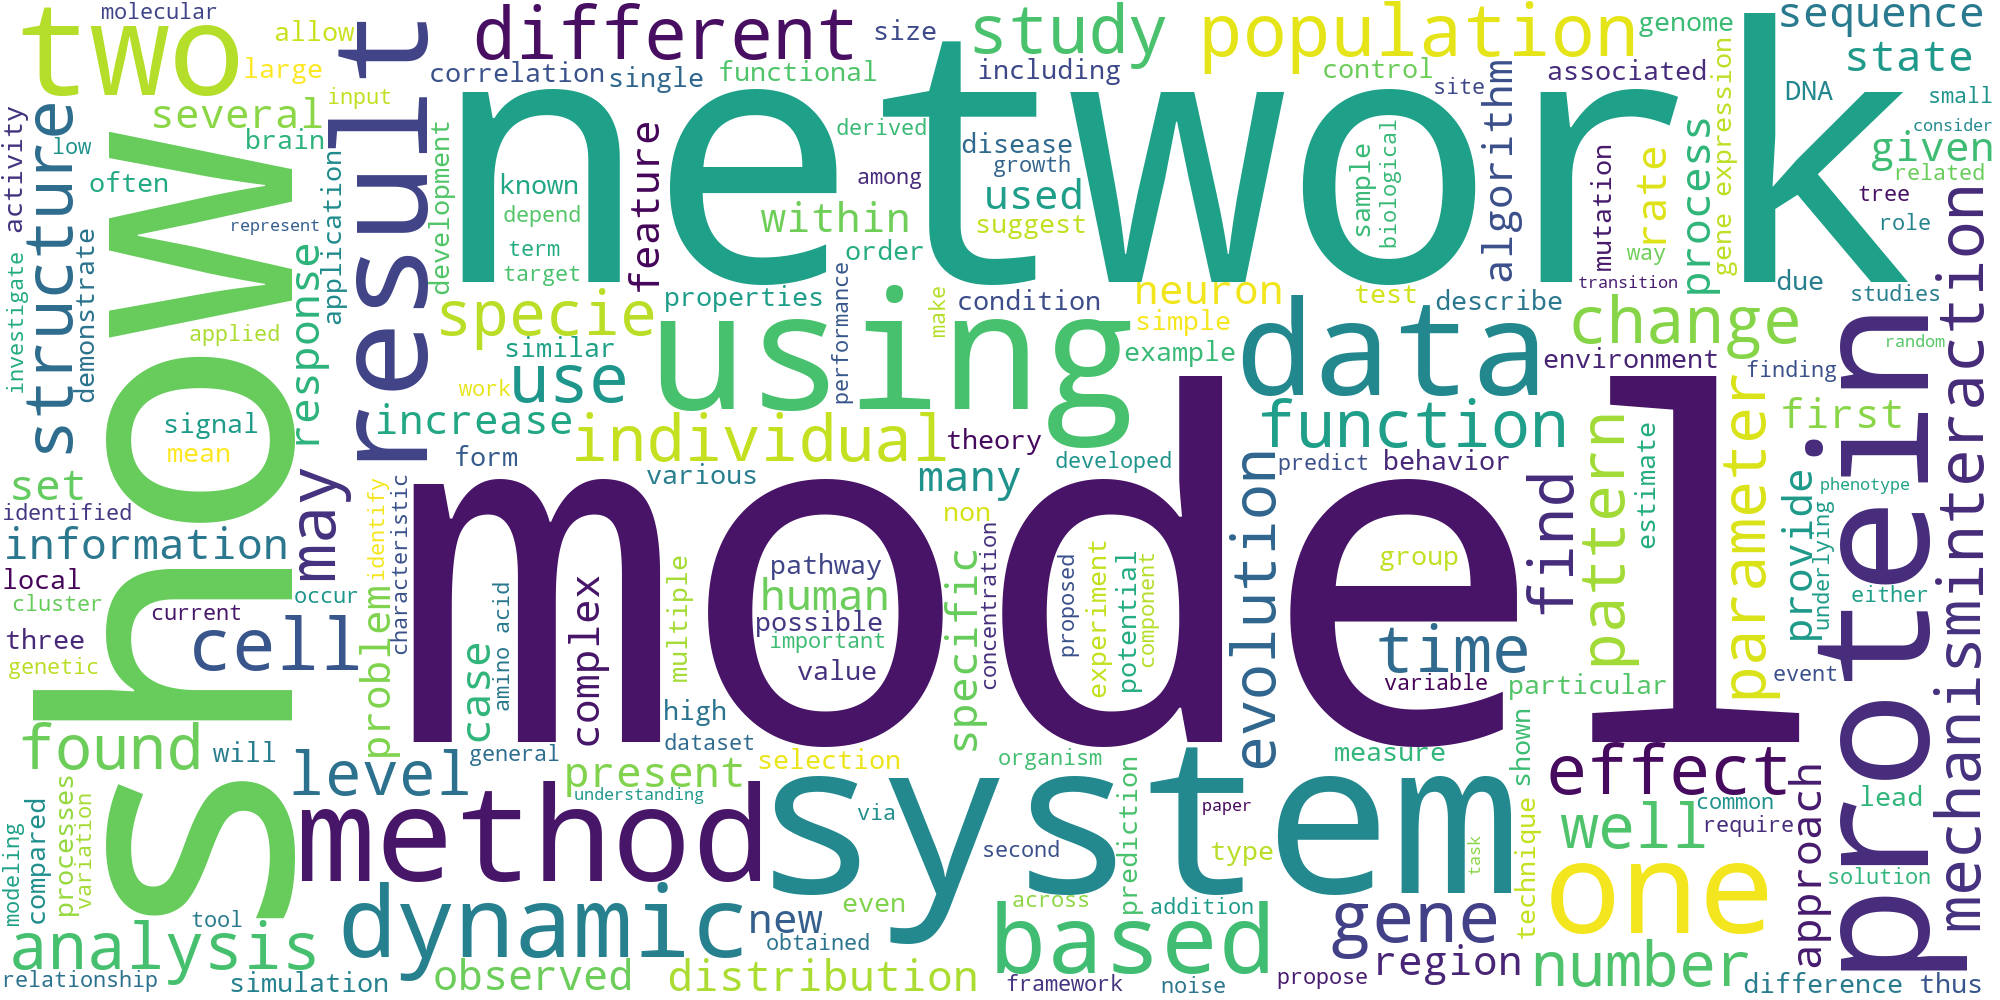 molecular
two
allow
large
input
different
correlation
single
functional
size
study
including
population
control
site
genome
sequence
state
associated
DNA
small
consider
several
brain
low
often
activity
structure
result
application
represent
applied
response
demonstrate
investigate
show
network
development
known
depend
term
target
feature
derived
among
within
order
disease
growth
used
suggest
sample
biological
algorithm
mutation
rate
process
gene expression
way
transition
given
related
tree
role
due
studies
specie
properties
similar
use
work
increase
using
performance
make
condition
neuron
simple
example
test
describe
data
change
environment
random
finding
first
interaction
mechanism
protein
signal
mean
set
identified
information
may
form
individual
various
theory
many
developed
function
predict
behavior
find
pattern
estimate
parameter
provide
phenotype
underlying
either
event
local
cluster
current
three
genetic
occur
cell
problem
identify
characteristic
model
case
amino acid
complex
multiple
pathway
human
possible
important
value
non
specific
concentration
proposed
experiment
potential
component
evolution
group
time
variable
particular
found
will
level
general
high
dataset
present
understanding
selection
organism
measure
shown
effect
modeling
compared
processes
variation
tool
analysis
relationship
simulation
method
dynamic
new
even
obtained
observed
distribution
system
via
second
across
prediction
addition
based
framework
noise
paper
type
task
technique
gene
region
propose
well
common
require
one
number
approach
lead
solution
difference
thus